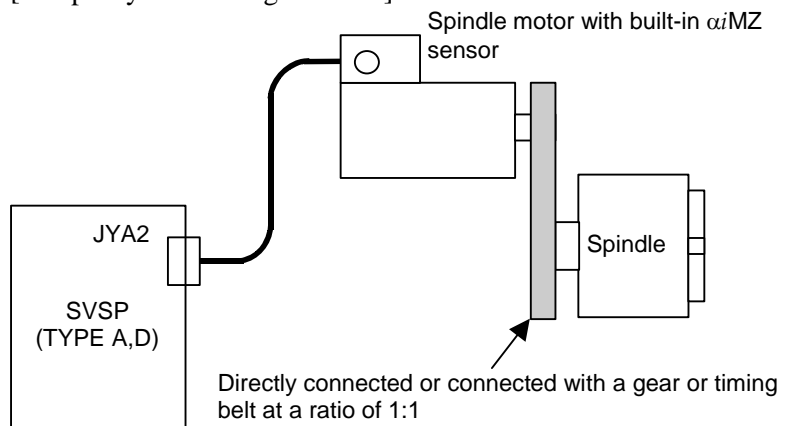 Spindle motor with built-in αiMZ
sensor
JYA2
Spindle
SVSP
(TYPE A,D)
Directly connected or connected with a gear or timing
belt at a ratio of 1:1